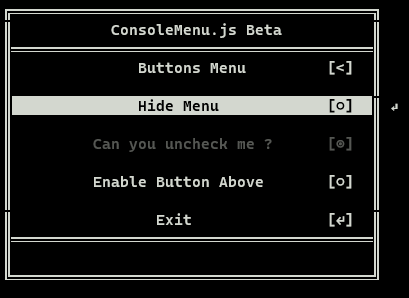 ConsoleMenu.js Beta
Buttons Menu [<]
Hide Menu [○] ↲
Can you uncheck me ? [⊙]
Enable Button Above [○]
Exit [↲]